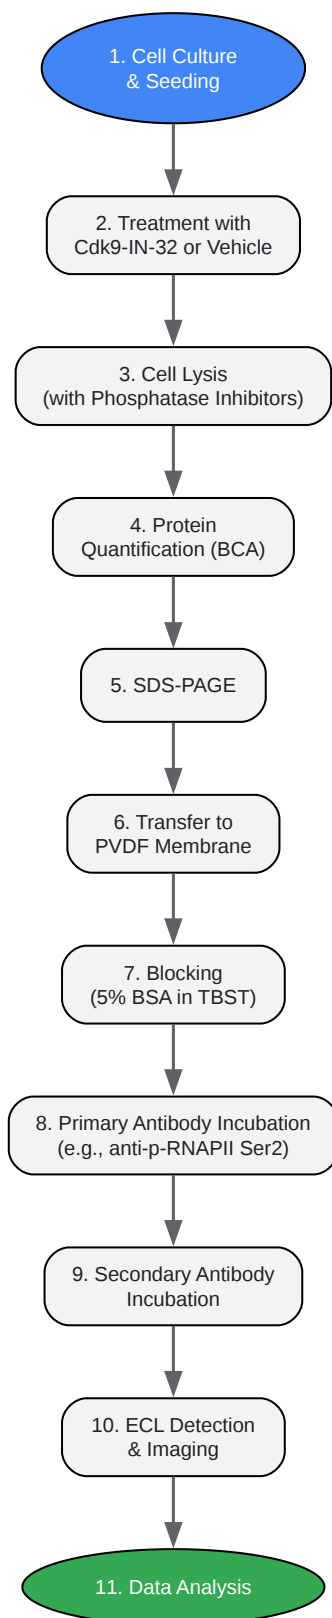 1. Cell Culture
& Seeding
2. Treatment with
Cdk9-IN-32 or Vehicle
3. Cell Lysis
(with Phosphatase Inhibitors)
4. Protein
Quantification (BCA)
5. SDS-PAGE
6. Transfer to
PVDF Membrane
7. Blocking
(5% BSA in TBST)
8. Primary Antibody Incubation
(e.g., anti-p-RNAPII Ser2)
9. Secondary Antibody
Incubation
10. ECL Detection
& Imaging
11. Data Analysis